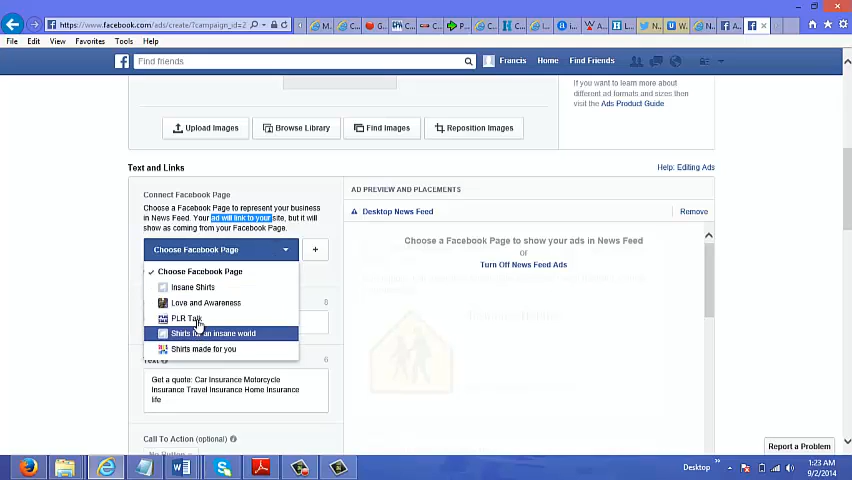 https://www.facebook.com/ads/create/?campaign_id=2
File Edit View Favorites Tools Help
Find friends
Francis Home Find Friends
If you want to learn more about
different ad formats and sizes then
visit the Ads Product Guide
Upload Images Browse Library Find Images Reposition Images
Text and Links
Help: Editing Ads
Connect Facebook Page
Choose a Facebook Page to represent your business
in News Feed. Your ad will link to your site, but it will
show as coming from your Facebook Page.
Choose Facebook Page
+
Choose Facebook Page
Insane Shirts
Love and Awareness
PLR Talk
Shirts for an insane world
Shirts made for you
8
Text
6
Get a quote: Car Insurance Motorcycle
Insurance Travel Insurance Home Insurance
life
Call To Action (optional)
No Button
AD PREVIEW AND PLACEMENTS
Desktop News Feed Remove
Choose a Facebook Page to show your ads in News Feed
or
Turn Off News Feed Ads
Report a Problem
Desktop
1:23 AM
9/2/2014